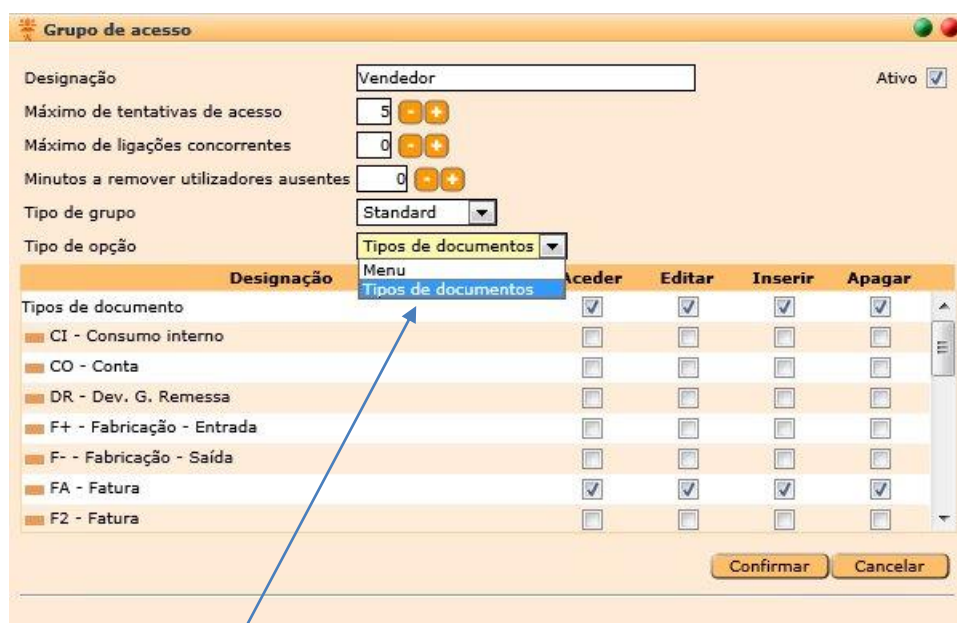 Grupo de acesso
Designação Vendedor Ativo
Máximo de tentativas de acesso 5 - +
Máximo de ligações concorrentes 0 - +
Minutos a remover utilizadores ausentes 0 - +
Tipo de grupo Standard
Tipo de opção Tipos de documentos
Menu
Tipos de documentos
Designação Aceder Editar Inserir Apagar
Tipos de documento
CI - Consumo interno
CO - Conta
DR - Dev. G. Remessa
F+ - Fabricação - Entrada
F- - Fabricação - Saída
FA - Fatura
F2 - Fatura
Confirmar Cancelar